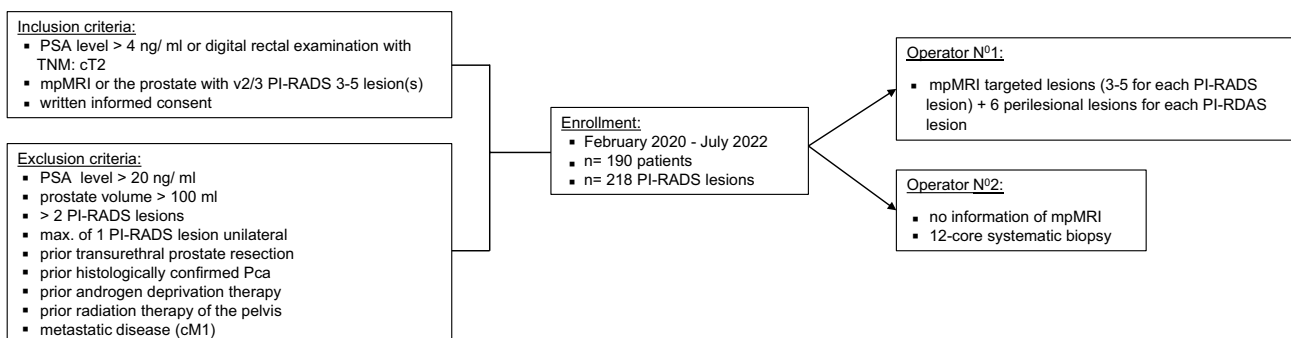 Inclusion criteria:
▪ PSA level > 4 ng/ ml or digital rectal examination with
TNM: cT2
▪ mpMRI or the prostate with v2/3 PI-RADS 3-5 lesion(s)
▪ written informed consent
Exclusion criteria:
▪ PSA level > 20 ng/ ml
▪ prostate volume > 100 ml
▪ > 2 PI-RADS lesions
▪ max. of 1 PI-RADS lesion unilateral
▪ prior transurethral prostate resection
▪ prior histologically confirmed Pca
▪ prior androgen deprivation therapy
▪ prior radiation therapy of the pelvis
▪ metastatic disease (cM1)
Enrollment:
▪ February 2020 - July 2022
▪ n= 190 patients
▪ n= 218 PI-RADS lesions
Operator N⁰1:
▪ mpMRI targeted lesions (3-5 for each PI-RADS
lesion) + 6 perilesional lesions for each PI-RDAS
lesion
Operator N⁰2:
▪ no information of mpMRI
▪ 12-core systematic biopsy